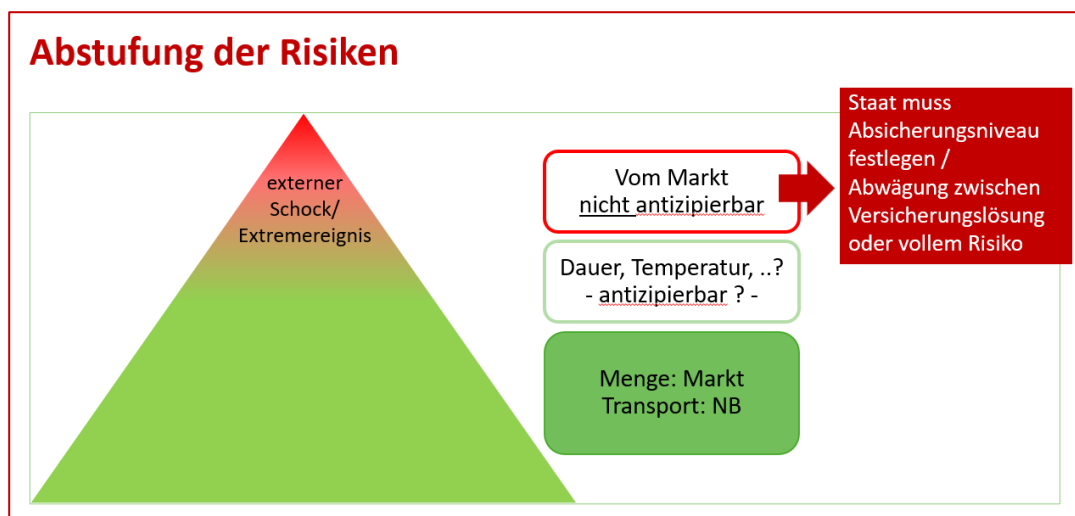 Abstufung der Risiken
externer
Schock/
Extremereignis
Vom Markt
nicht antizipierbar
Staat muss
Absicherungsniveau
festlegen /
Abwägung zwischen
Versicherungslösung
oder vollem Risiko
Dauer, Temperatur, ..?
- antizipierbar ? -
Menge: Markt
Transport: NB